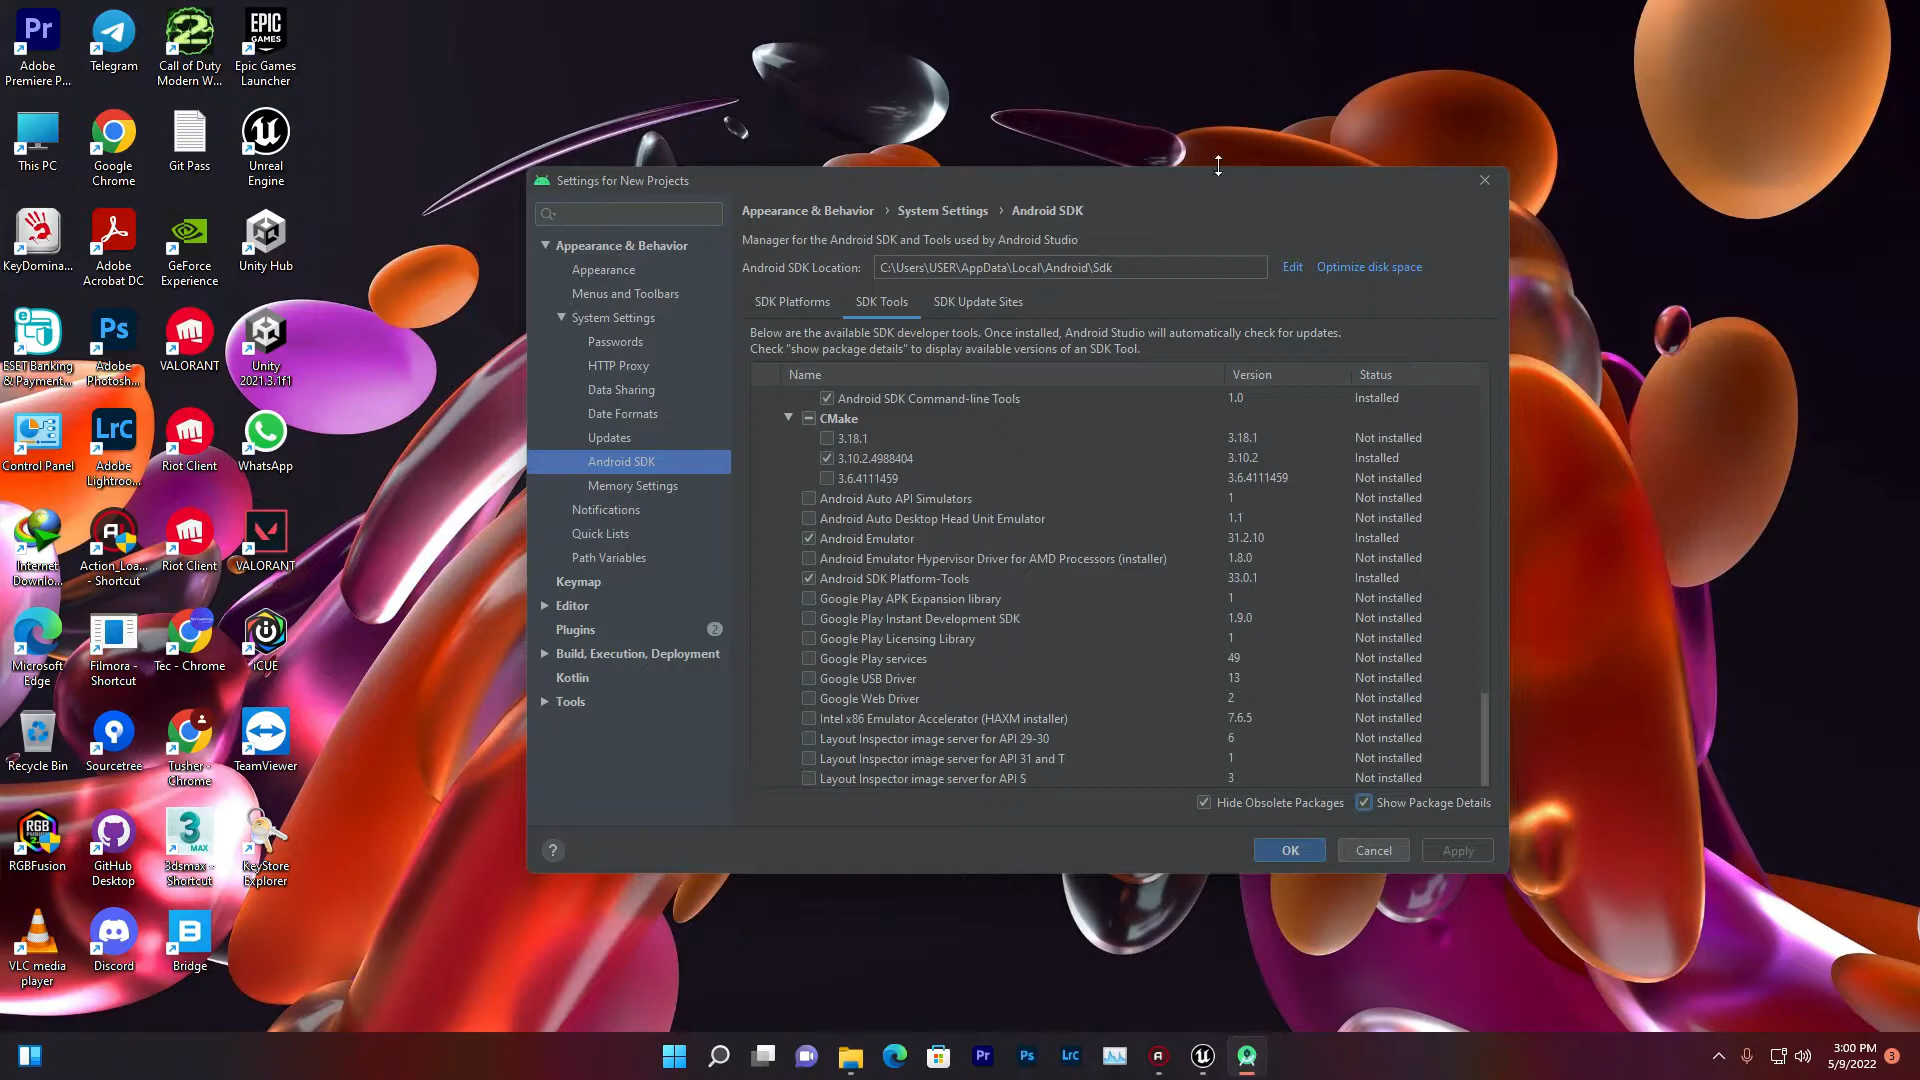 Adobe
Premiere P...
Telegram
Call of Duty
Modern W...
Epic Games
Launcher
This PC
Google
Chrome
Git Pass
Unreal
Engine
KeyDomina...
Adobe
Acrobat DC
GeForce
Experience
Unity Hub
ESET Banking
& Payment...
Adobe
Photosh...
VALORANT
Unity
2021.3.1f1
Control Panel
Adobe
Lightroo...
Riot Client
WhatsApp
Internet
Downlo...
Action_Loa...
- Shortcut
Riot Client
VALORANT
Microsoft
Edge
Filmora -
Shortcut
Tec - Chrome
iCUE
Recycle Bin
Sourcetree
Tusher -
Chrome
TeamViewer
RGBFusion
GitHub
Desktop
3dsmax -
Shortcut
KeyStore
Explorer
VLC media
player
Discord
Bridge
Settings for New Projects
Appearance & Behavior
Appearance
Menus and Toolbars
System Settings
Passwords
HTTP Proxy
Data Sharing
Date Formats
Updates
Android SDK
Memory Settings
Notifications
Quick Lists
Path Variables
Keymap
Editor
Plugins 2
Build, Execution, Deployment
Kotlin
Tools
Appearance & Behavior › System Settings › Android SDK
Manager for the Android SDK and Tools used by Android Studio
Android SDK Location: C:\Users\USER\AppData\Local\Android\Sdk Edit Optimize disk space
SDK Platforms SDK Tools SDK Update Sites
Below are the available SDK developer tools. Once installed, Android Studio will automatically check for updates.
Check "show package details" to display available versions of an SDK Tool.
Name Version Status
Android SDK Command-line Tools 1.0 Installed
CMake
3.18.1 3.18.1 Not installed
3.10.2.4988404 3.10.2 Installed
3.6.4111459 3.6.4111459 Not installed
Android Auto API Simulators 1 Not installed
Android Auto Desktop Head Unit Emulator 1.1 Not installed
Android Emulator 31.2.10 Installed
Android Emulator Hypervisor Driver for AMD Processors (installer) 1.8.0 Not installed
Android SDK Platform-Tools 33.0.1 Installed
Google Play APK Expansion library 1 Not installed
Google Play Instant Development SDK 1.9.0 Not installed
Google Play Licensing Library 1 Not installed
Google Play services 49 Not installed
Google USB Driver 13 Not installed
Google Web Driver 2 Not installed
Intel x86 Emulator Accelerator (HAXM installer) 7.6.5 Not installed
Layout Inspector image server for API 29-30 6 Not installed
Layout Inspector image server for API 31 and T 1 Not installed
Layout Inspector image server for API S 3 Not installed
Hide Obsolete Packages Show Package Details
? OK Cancel Apply
Pr Ps Lrc
3:00 PM
5/9/2022
3